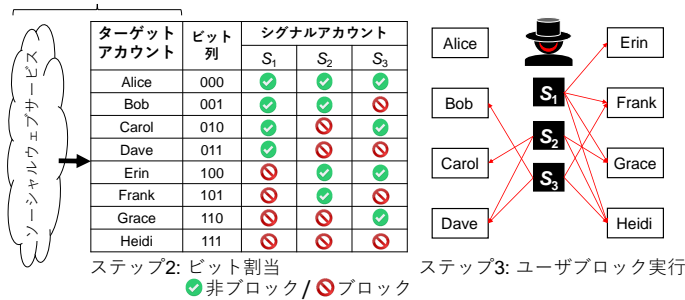 ソーシャルウェブサービス
ターゲット アカウント ビット 列 シグナルアカウント
S1 S2 S3
Alice 000
Bob 001
Carol 010
Dave 011
Erin 100
Frank 101
Grace 110
Heidi 111
ステップ2: ビット割当
非ブロック/ブロック
Alice
Bob
Carol
Dave
S1
S2
S3
Erin
Frank
Grace
Heidi
ステップ3: ユーザブロック実行